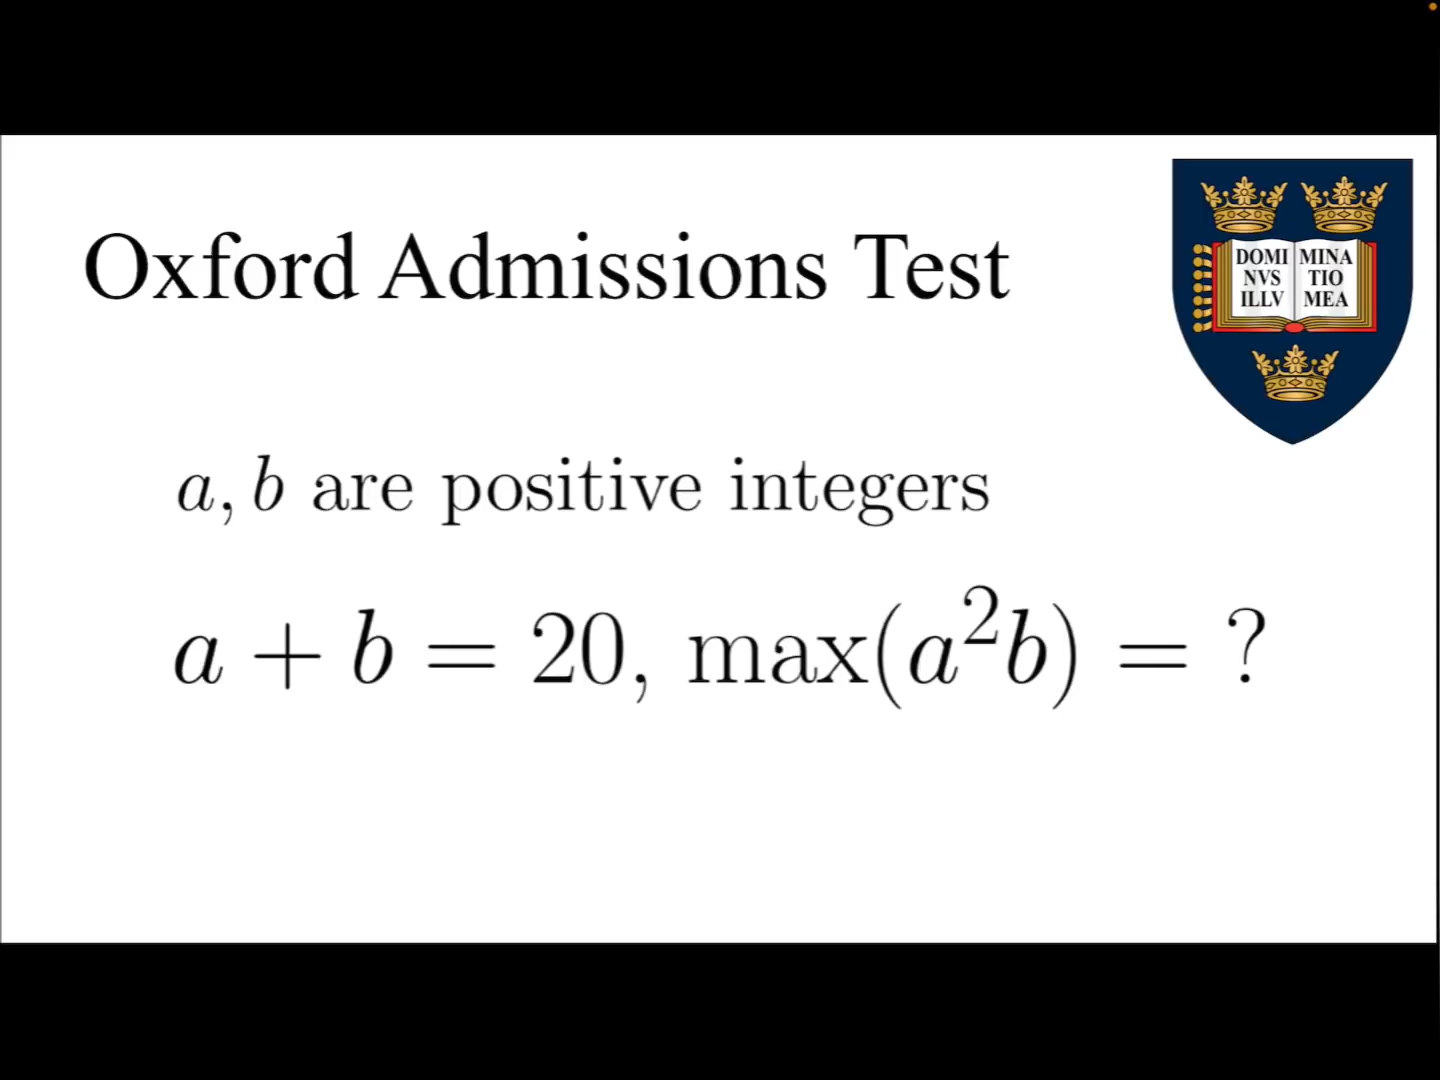 Oxford Admissions Test
DOMI MINA
NVS TIO
ILLV MEA
a, b are positive integers
a + b = 20, max(a²b) = ?